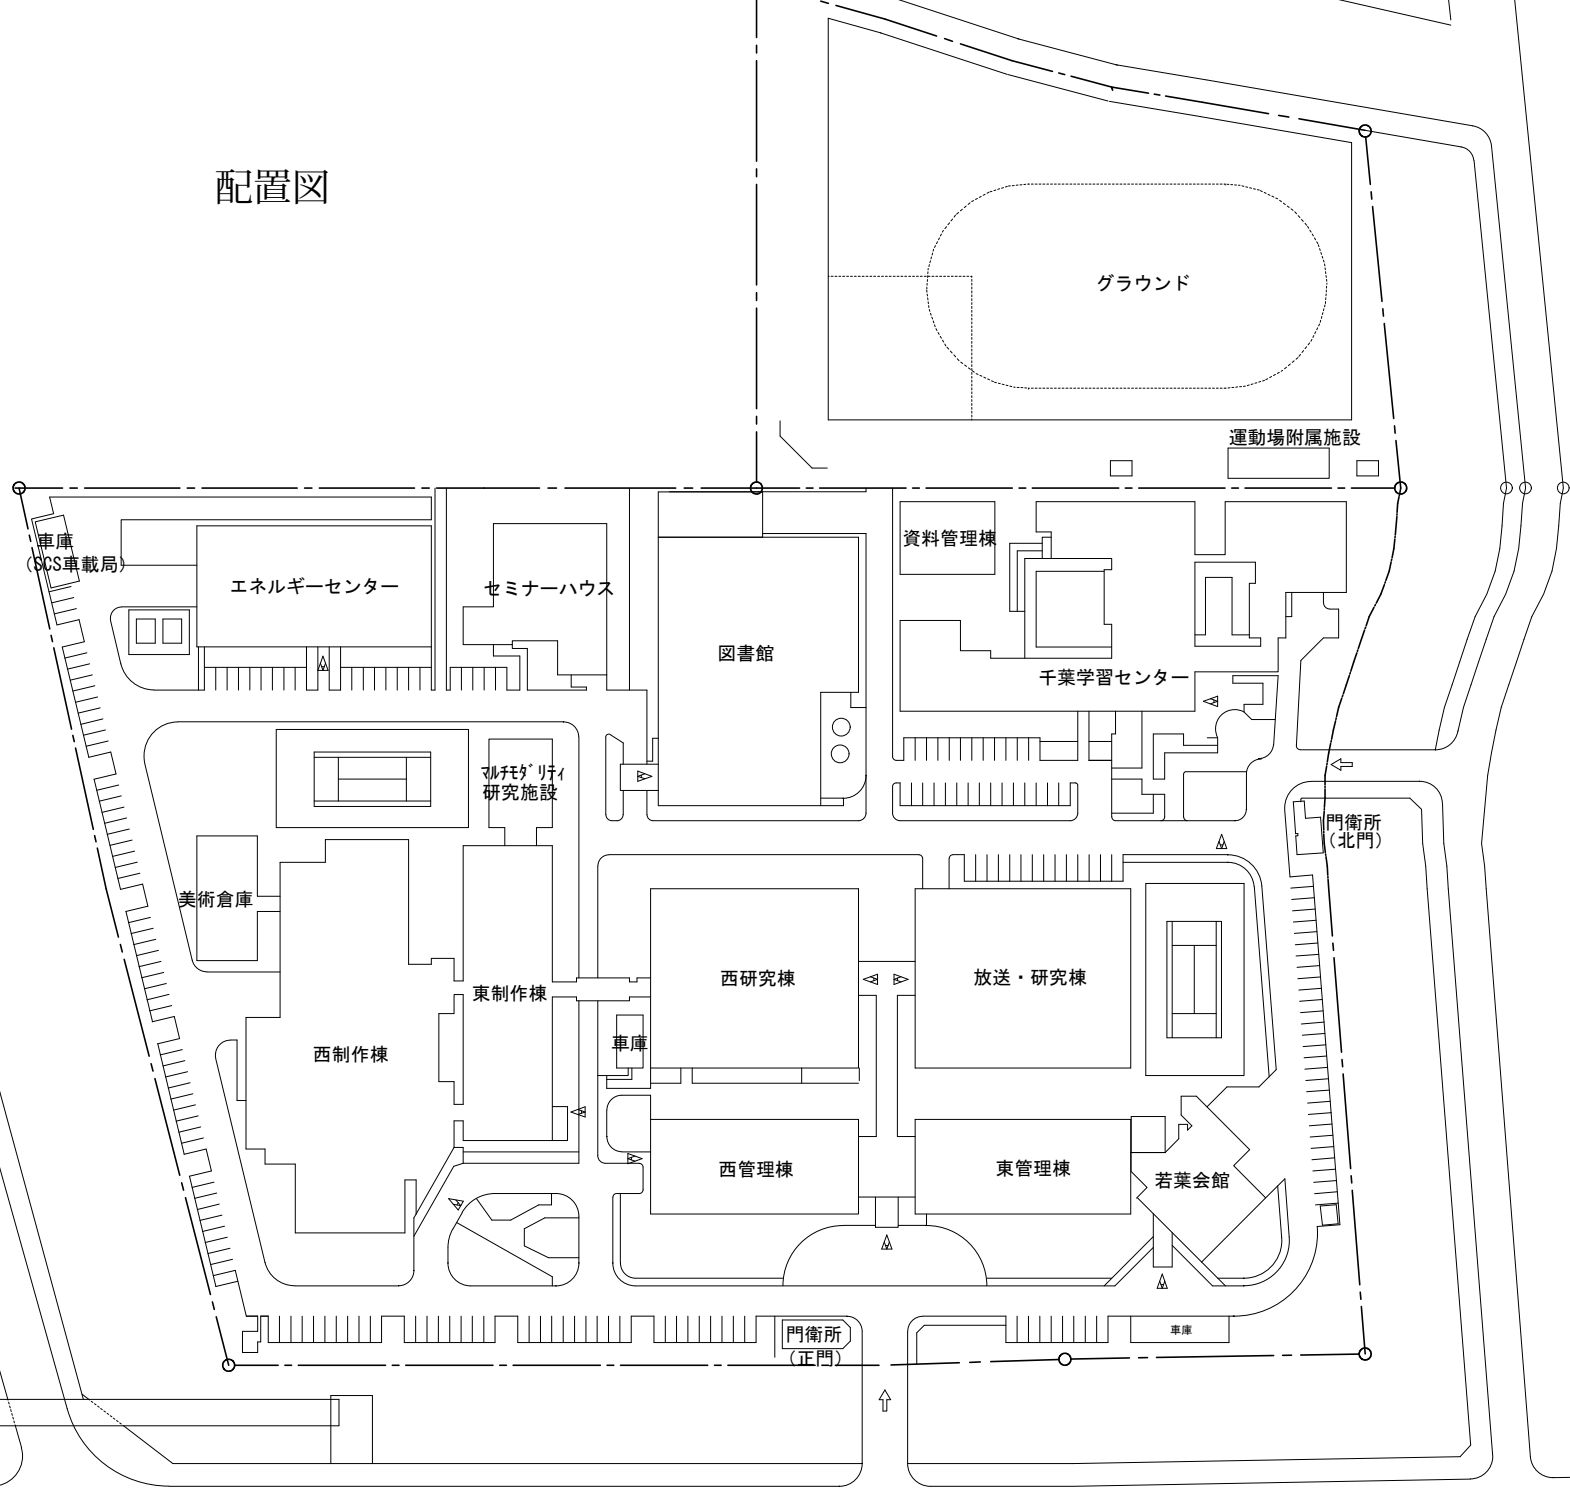 配置図
グラウンド
運動場附属施設
車庫
(SCS車載局)
エネルギーセンター
セミナーハウス
図書館
資料管理棟
千葉学習センター
ﾏﾙﾁﾓﾀﾞﾘﾃｨ
研究施設
門衛所
(北門)
美術倉庫
西研究棟
放送・研究棟
東制作棟
車庫
西制作棟
西管理棟
東管理棟
若葉会館
門衛所
(正門)
車庫